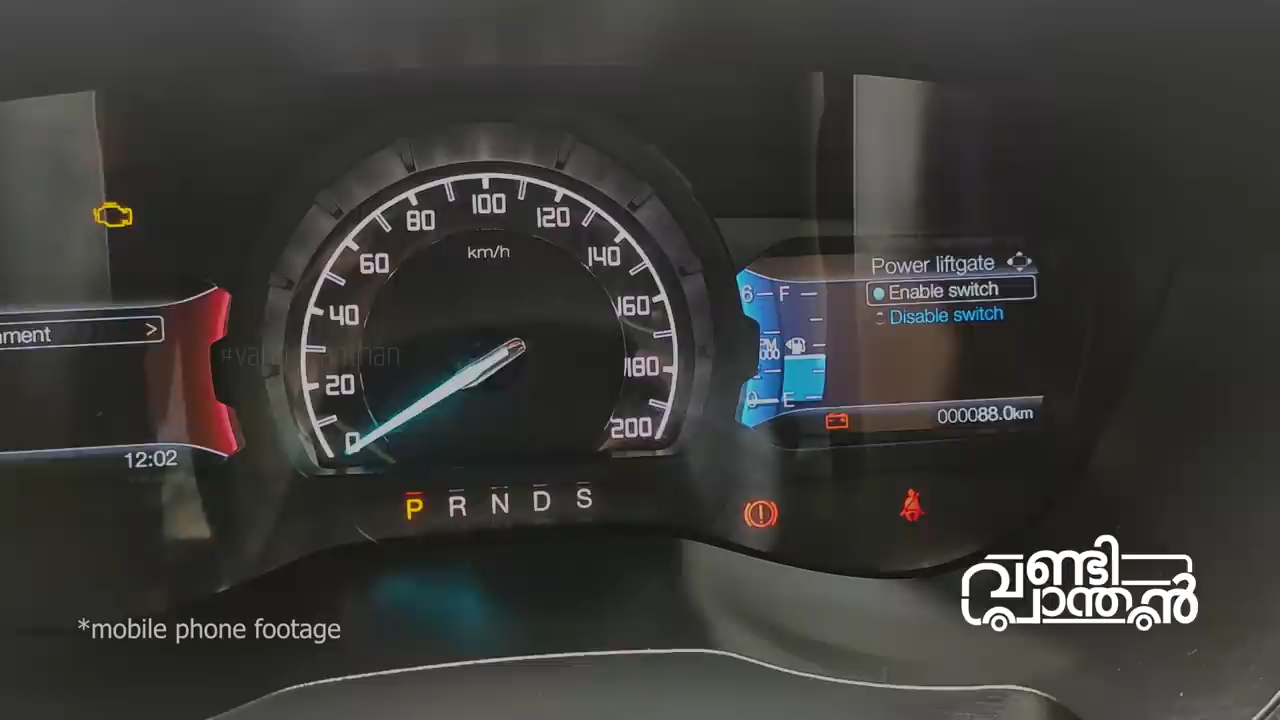 100
80
120
60
km/h
140
Power liftgate
Enable switch
6 F
40
160
Disable switch
nment >
180
20
0 E
000088.0km
200
0
12:02
P R N D S
വണ്ടി
പ്രാന്തൻ
*mobile phone footage